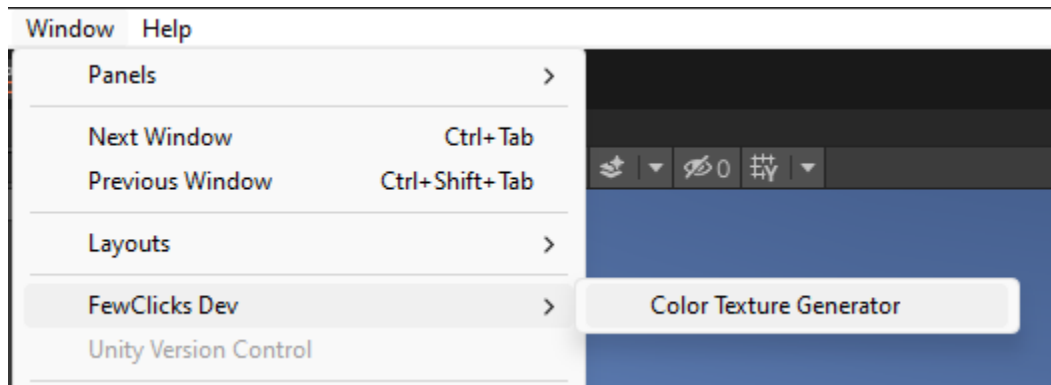 Window Help
Panels
Next Window Ctrl+Tab
Previous Window Ctrl+Shift+Tab
0
Layouts
FewClicks Dev
Color Texture Generator
Unity Version Control